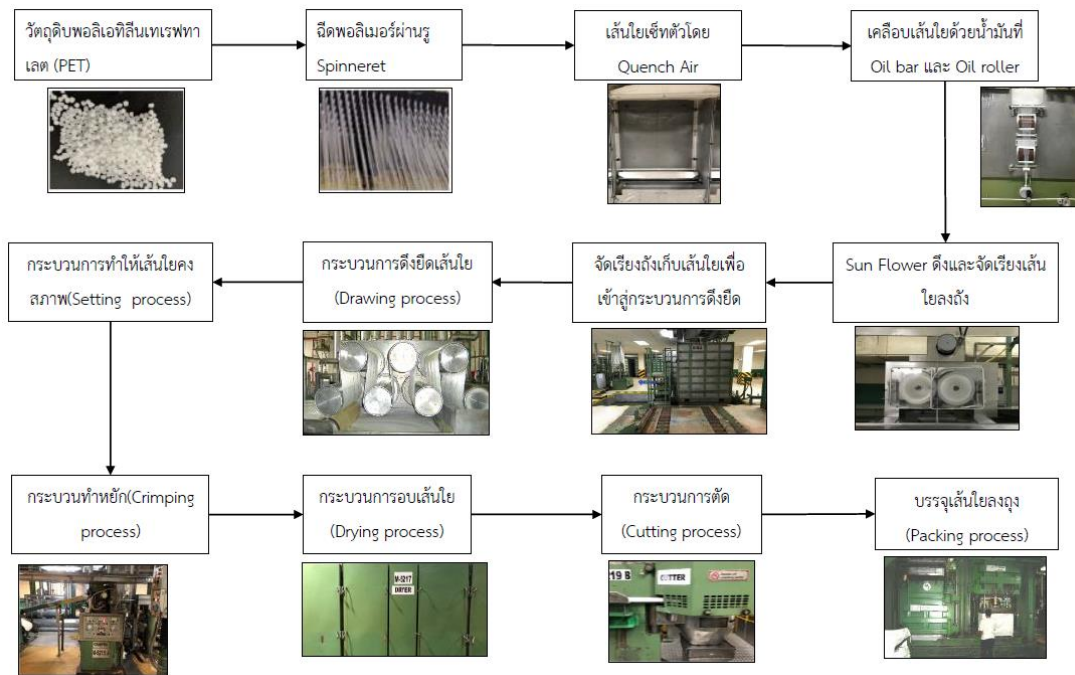 วัตถุดิบพอลิเอทิลีนเทเรฟทา
เลต (PET)
ฉีดพอลิเมอร์ผ่านรู
Spinneret
เส้นใยเซ็ทตัวโดย
Quench Air
เคลือบเส้นใยด้วยน้ำมันที่
Oil bar และ Oil roller
กระบวนการทำให้เส้นใยคง
สภาพ(Setting process)
กระบวนการดึงยืดเส้นใย
(Drawing process)
จัดเรียงถังเก็บเส้นใยเพื่อ
เข้าสู่กระบวนการดึงยืด
Sun Flower ดึงและจัดเรียงเส้น
ใยลงถัง
กระบวนทำหยัก(Crimping
process)
กระบวนการอบเส้นใย
(Drying process)
กระบวนการตัด
(Cutting process)
บรรจุเส้นใยลงถุง
(Packing process)
M-5217
DRYER
19 B
CUTTER